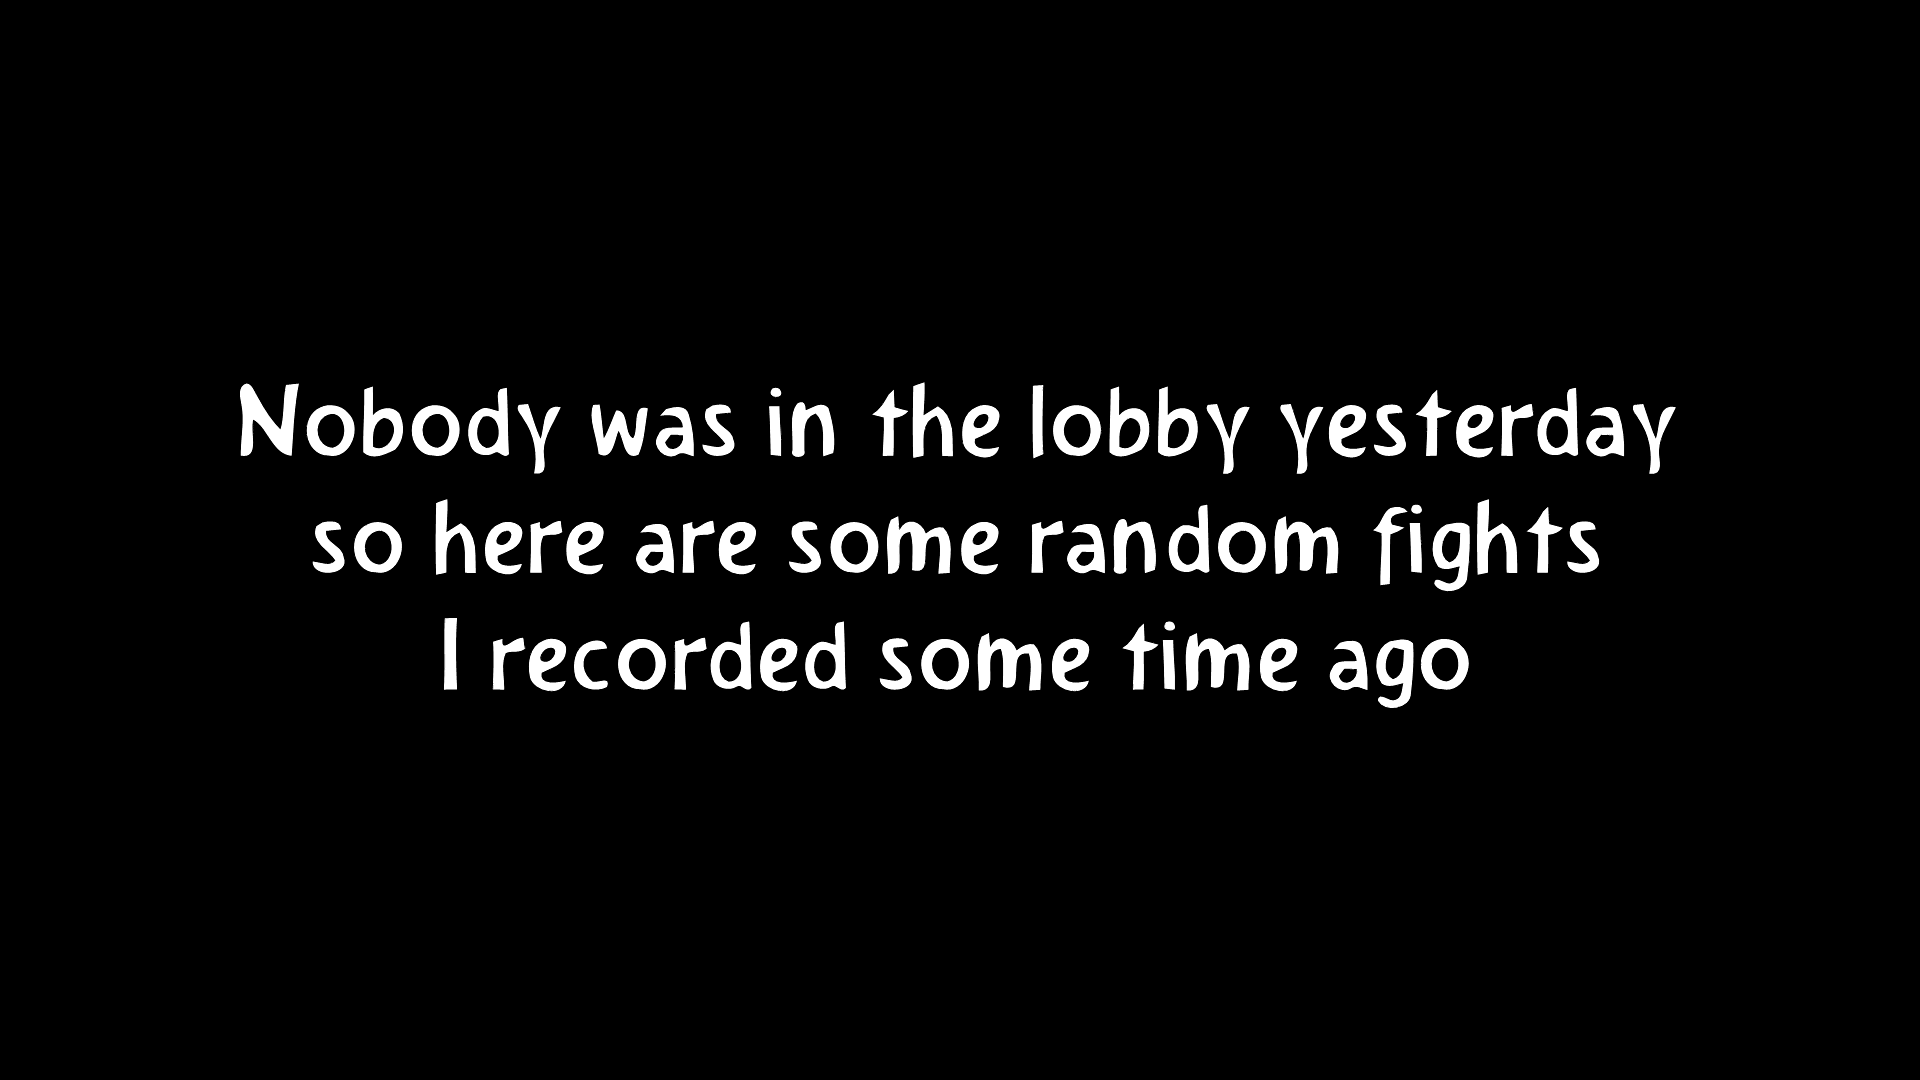 Nobody was in the lobby yesterday
so here are some random fights
I recorded some time ago